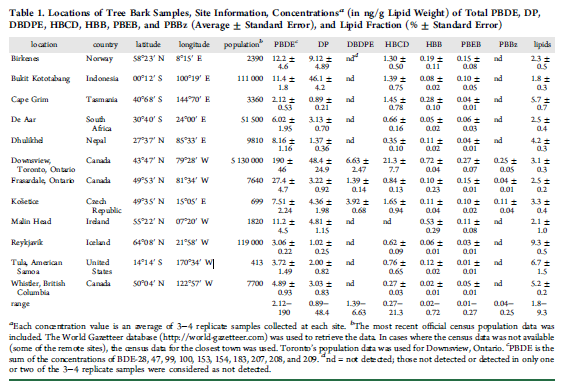 Table 1. Locations of Tree Bark Samples, Site Information, Concentrationsᵃ (in ng/g Lipid Weight) of Total PBDE, DP,
DBDPE, HBCD, HBB, PBEB, and PBBz (Average ± Standard Error), and Lipid Fraction (% ± Standard Error)
location country latitude longitude populationᵇ PBDEᶜ DP DBDPE HBCD HBB PBEB PBBz lipids
Birkenes Norway 58°23′ N 8°15′ E 2390 12.2 ± 9.12 ± ndᵈ 1.30 ± 0.19 ± 0.15 ± nd 2.3 ±
4.6 4.89 0.50 0.11 0.08 0.5
Bukit Kototabang Indonesia 00°12′ S 100°19′ E 111 000 11.4 ± 46.1 ± nd 1.39 ± 0.08 ± 0.10 ± nd 1.8 ±
1.8 4.2 0.75 0.02 0.05 0.3
Cape Grim Tasmania 40°68′ S 144°70′ E 3360 2.12 ± 0.89 ± nd 1.45 ± 0.28 ± 0.04 ± nd 5.7 ±
0.53 0.21 0.78 0.10 0.01 0.7
De Aar South 30°40′ S 24°00′ E 51 500 6.02 ± 3.13 ± nd 0.66 ± 0.05 ± 0.06 ± nd 2.5 ±
Africa 1.95 0.70 0.16 0.02 0.03 0.4
Dhulikhel Nepal 27°37′ N 85°33′ E 9810 8.16 ± 1.37 ± nd 0.35 ± 0.11 ± 0.04 ± nd 4.2 ±
1.16 0.36 0.10 0.02 0.01 0.3
Downsview, Canada 43°47′ N 79°28′ W 5 130 000 190 ± 48.4 ± 6.63 ± 21.3 ± 0.72 ± 0.27 ± 0.25 ± 3.1 ±
Toronto, Ontario 46 24.9 2.47 7.7 0.04 0.07 0.05 0.3
Frasardale, Ontario Canada 49°53′ N 81°34′ W 7640 27.4 ± 3.22 ± 1.39 ± 0.84 ± 0.10 ± 0.15 ± 0.04 ± 2.5 ±
4.7 0.92 0.14 0.13 0.23 0.01 0.01 0.2
Košetice Czech 49°35′ N 15°05′ E 699 7.51 ± 4.36 ± 3.92 ± 1.65 ± 0.11 ± 0.10 ± 0.11 ± 3.3 ±
Republic 2.24 1.98 0.68 0.94 0.04 0.02 0.04 0.4
Malin Head Ireland 55°22′ N 07°20′ W 1820 11.2 ± 4.81 ± nd nd 0.53 ± 0.11 ± nd 2.1 ±
4.5 1.15 0.29 0.08 1.0
Reykjavik Iceland 64°08′ N 21°58′ W 119 000 3.06 ± 1.02 ± nd 0.62 ± 0.06 ± 0.03 ± nd 9.3 ±
0.22 0.25 0.09 0.01 0.01 0.5
Tula, American United 14°14′ S 170°34′ W 413 3.72 ± 2.00 ± nd 0.76 ± 0.12 ± 0.01 ± nd 6.7 ±
Samoa States 1.49 0.82 0.65 0.02 0.01 1.5
Whistler, British Canada 50°04′ N 122°57′ W 7700 4.89 ± 3.03 ± nd 0.27 ± 0.02 ± 0.05 ± nd 5.2 ±
Columbia 0.93 0.83 0.03 0.01 0.01 0.2
range 2.12− 0.89− 1.39− 0.27− 0.02− 0.01− 0.04− 1.8−
190 48.4 6.63 21.3 0.72 0.27 0.25 9.3
ᵃEach concentration value is an average of 3−4 replicate samples collected at each site. ᵇThe most recent official census population data was
included. The World Gazetteer database (http://world-gazetteer.com) was used to retrieve the data. In cases where the census data was not available
(some of the remote sites), the census data for the closest town was used. Toronto's population data was used for Downsview, Ontario. ᶜPBDE is the
sum of the concentrations of BDE-28, 47, 99, 100, 153, 154, 183, 207, 208, and 209. ᵈnd = not detected; those not detected or detected in only one
or two of the 3−4 replicate samples were considered as not detected.